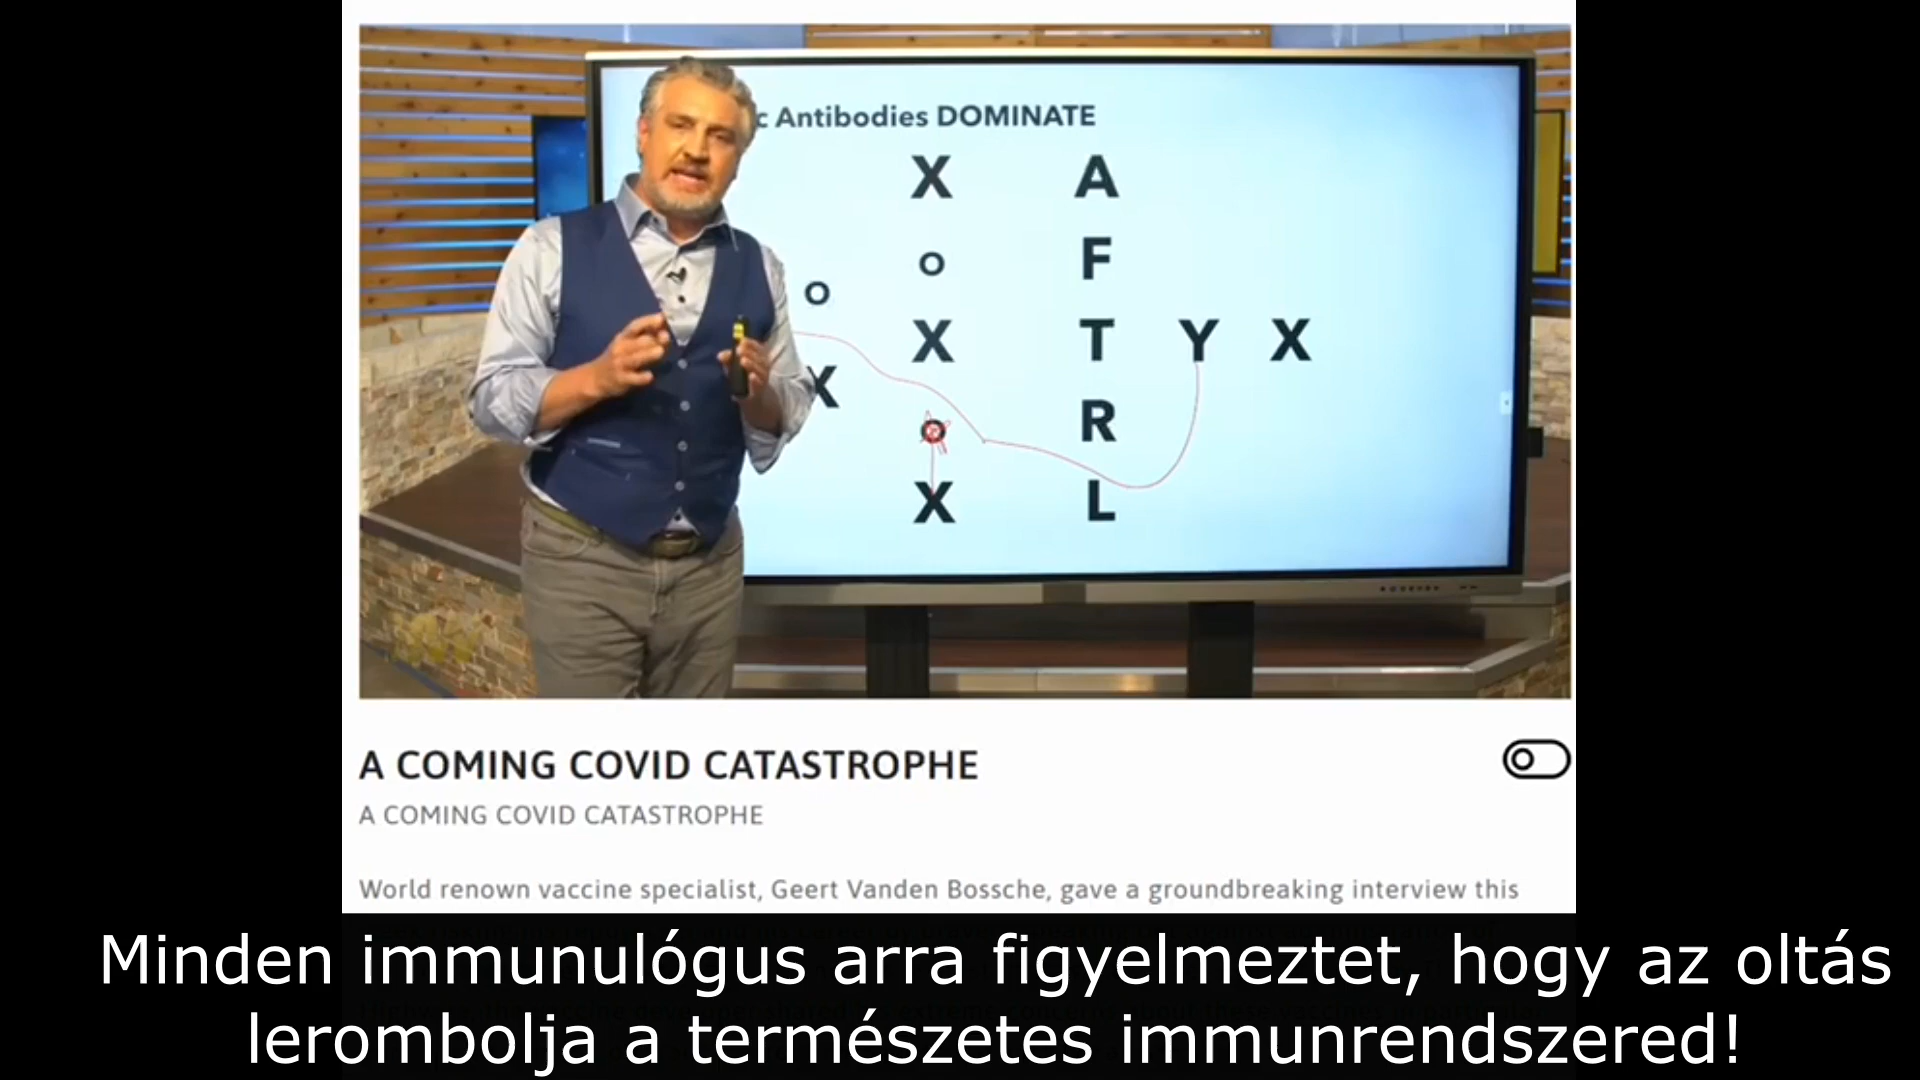 c Antibodies DOMINATE
X A
o F
o
X T Y X
X R
X L
A COMING COVID CATASTROPHE
A COMING COVID CATASTROPHE
World renown vaccine specialist, Geert Vanden Bossche, gave a groundbreaking interview this
Minden immunulógus arra figyelmeztet, hogy az oltás
lerombolja a természetes immunrendszered!